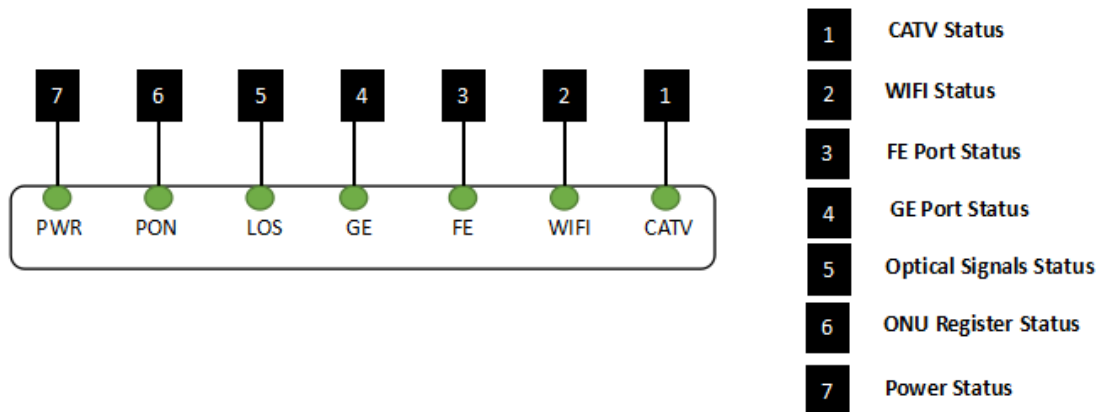 7 6 5 4 3 2 1
PWR PON LOS GE FE WIFI CATV
1 CATV Status
2 WIFI Status
3 FE Port Status
4 GE Port Status
5 Optical Signals Status
6 ONU Register Status
7 Power Status